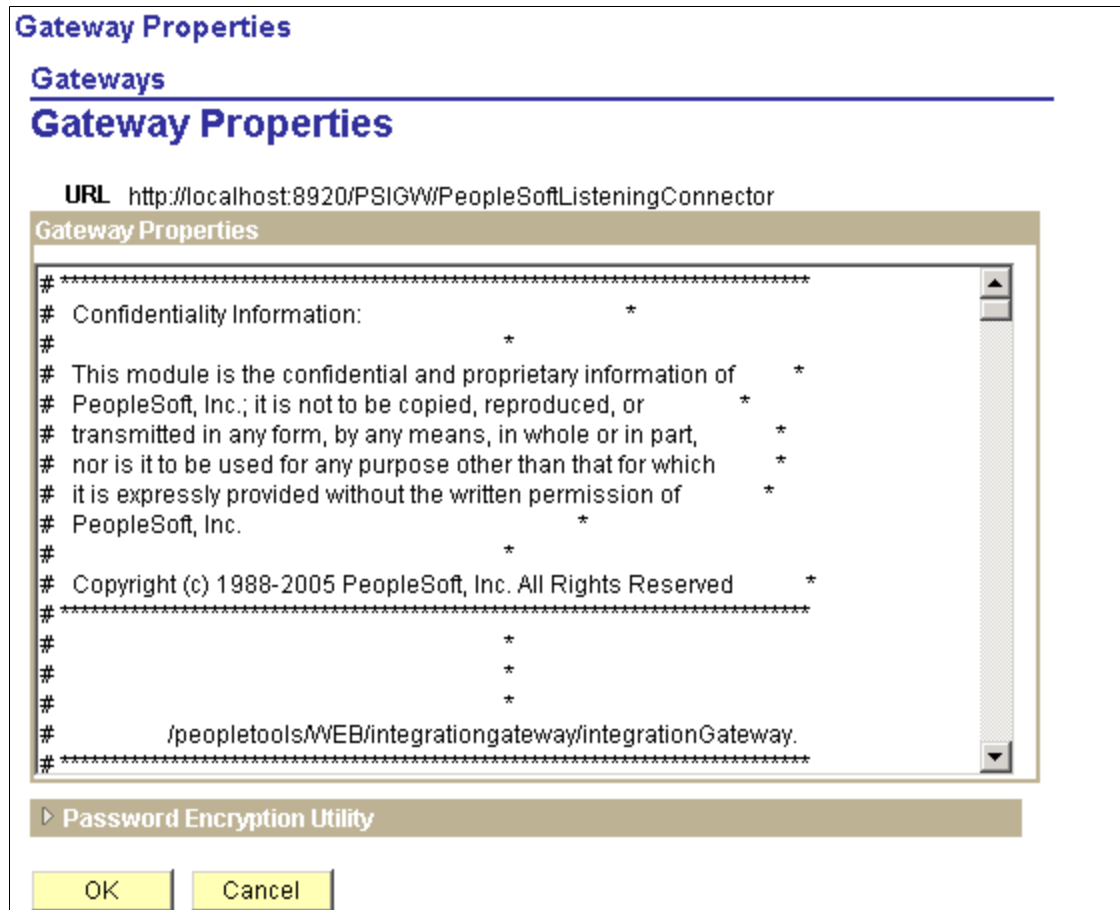 Gateway Properties
Gateways
Gateway Properties
URL http://localhost:8920/PSIGW/PeopleSoftListeningConnector
Gateway Properties
# **************************************************************************
# Confidentiality Information: *
# *
# This module is the confidential and proprietary information of *
# PeopleSoft, Inc.; it is not to be copied, reproduced, or *
# transmitted in any form, by any means, in whole or in part, *
# nor is it to be used for any purpose other than that for which *
# it is expressly provided without the written permission of *
# PeopleSoft, Inc. *
# *
# Copyright (c) 1988-2005 PeopleSoft, Inc. All Rights Reserved *
# **************************************************************************
# *
# *
# *
# /peopletools/WEB/integrationgateway/integrationGateway.
# **************************************************************************
Password Encryption Utility
OK Cancel